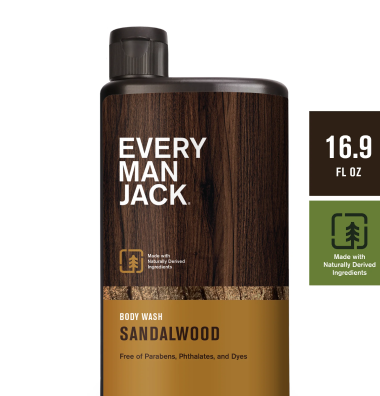 EVERY
MAN
JACK.
Made with
Naturally Derived
Ingredients
BODY WASH
SANDALWOOD
Free of Parabens, Phthalates, and Dyes
16.9
FL OZ
Made with
Naturally Derived
Ingredients